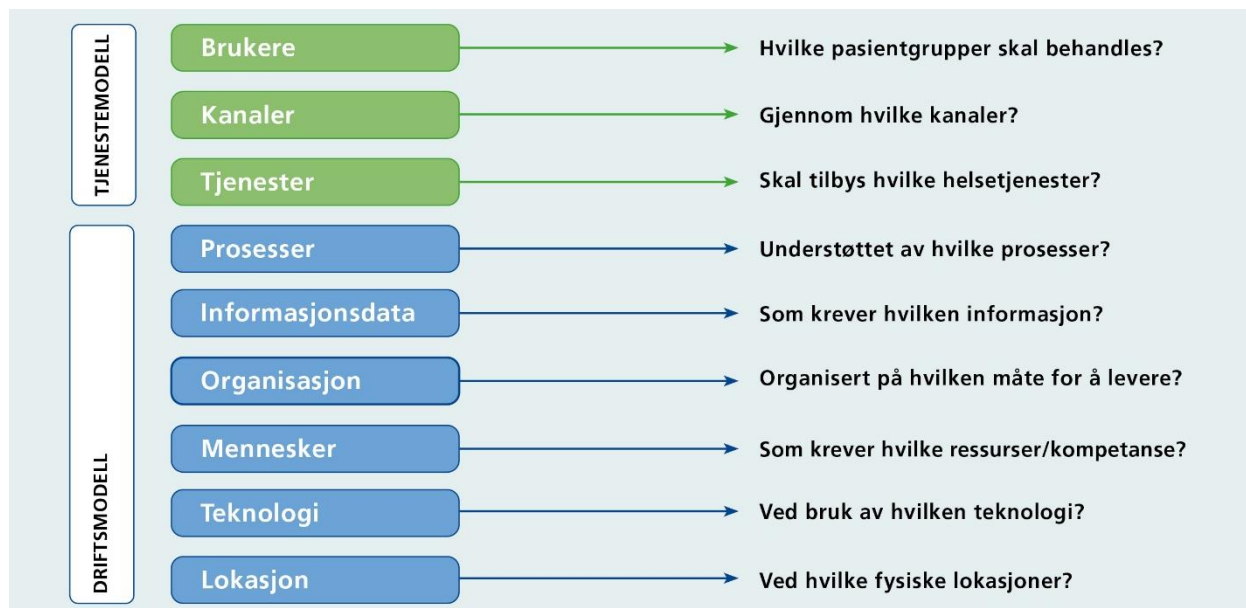 TJENESTEMODELL
Brukere
Hvilke pasientgrupper skal behandles?
Kanaler
Gjennom hvilke kanaler?
Tjenester
Skal tilbys hvilke helsetjenester?
DRIFTSMODELL
Prosesser
Understøttet av hvilke prosesser?
Informasjonsdata
Som krever hvilken informasjon?
Organisasjon
Organisert på hvilken måte for å levere?
Mennesker
Som krever hvilke ressurser/kompetanse?
Teknologi
Ved bruk av hvilken teknologi?
Lokasjon
Ved hvilke fysiske lokasjoner?